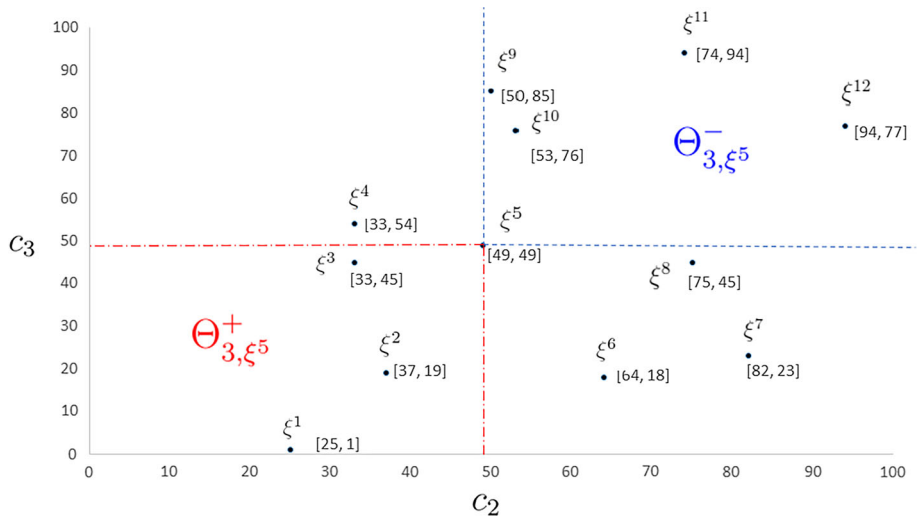 100
90
80
70
60
50
40
30
20
10
0
c₃
ξ¹¹
[74, 94]
ξ⁹
[50, 85]
ξ¹²
[94, 77]
ξ¹⁰
[53, 76]
Θ⁻₃,ξ⁵
ξ⁴
[33, 54]
ξ⁵
[49, 49]
ξ³
[33, 45]
ξ⁸
[75, 45]
Θ⁺₃,ξ⁵
ξ²
[37, 19]
ξ⁶
[64, 18]
ξ⁷
[82, 23]
ξ¹
[25, 1]
0 10 20 30 40 50 60 70 80 90 100
c₂